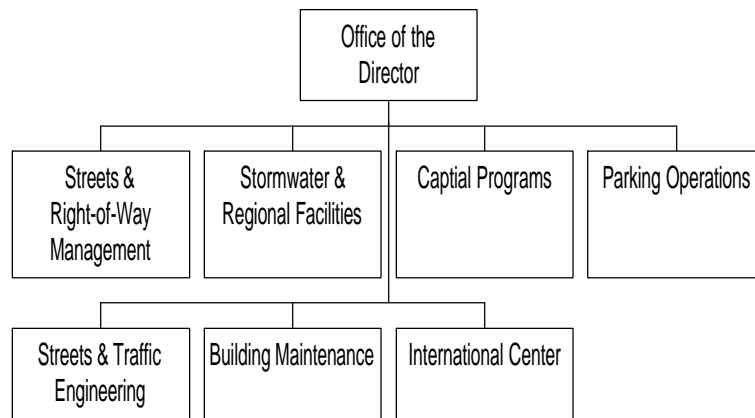 Office of the
Director
Streets &
Right-of-Way
Management
Stormwater &
Regional Facilities
Captial Programs
Parking Operations
Streets & Traffic
Engineering
Building Maintenance
International Center